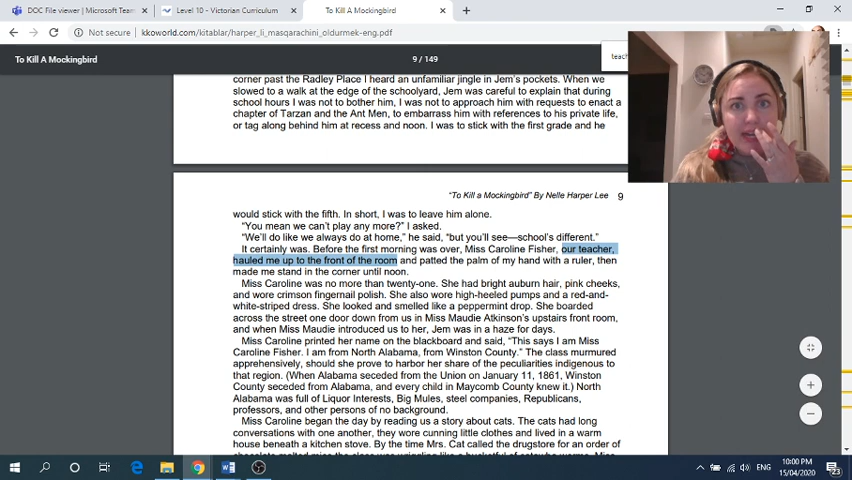 DOC File viewer | Microsoft Team
Level 10 - Victorian Curriculum
To Kill A Mockingbird
Not secure | kkoworld.com/kitablar/harper_li_masqarachini_oldurmek-eng.pdf
To Kill A Mockingbird
9 / 149
teach
corner past the Radley Place I heard an unfamiliar jingle in Jem's pockets. When we
slowed to a walk at the edge of the schoolyard, Jem was careful to explain that during
school hours I was not to bother him, I was not to approach him with requests to enact a
chapter of Tarzan and the Ant Men, to embarrass him with references to his private life,
or tag along behind him at recess and noon. I was to stick with the first grade and he
"To Kill a Mockingbird" By Nelle Harper Lee 9
would stick with the fifth. In short, I was to leave him alone.
"You mean we can't play any more?" I asked.
"We'll do like we always do at home," he said, "but you'll see—school's different."
It certainly was. Before the first morning was over, Miss Caroline Fisher, our teacher,
hauled me up to the front of the room and patted the palm of my hand with a ruler, then
made me stand in the corner until noon.
Miss Caroline was no more than twenty-one. She had bright auburn hair, pink cheeks,
and wore crimson fingernail polish. She also wore high-heeled pumps and a red-and-
white-striped dress. She looked and smelled like a peppermint drop. She boarded
across the street one door down from us in Miss Maudie Atkinson's upstairs front room,
and when Miss Maudie introduced us to her, Jem was in a haze for days.
Miss Caroline printed her name on the blackboard and said, "This says I am Miss
Caroline Fisher. I am from North Alabama, from Winston County." The class murmured
apprehensively, should she prove to harbor her share of the peculiarities indigenous to
that region. (When Alabama seceded from the Union on January 11, 1861, Winston
County seceded from Alabama, and every child in Maycomb County knew it.) North
Alabama was full of Liquor Interests, Big Mules, steel companies, Republicans,
professors, and other persons of no background.
Miss Caroline began the day by reading us a story about cats. The cats had long
conversations with one another, they wore cunning little clothes and lived in a warm
house beneath a kitchen stove. By the time Mrs. Cat called the drugstore for an order of
ENG
10:00 PM
15/04/2020
23